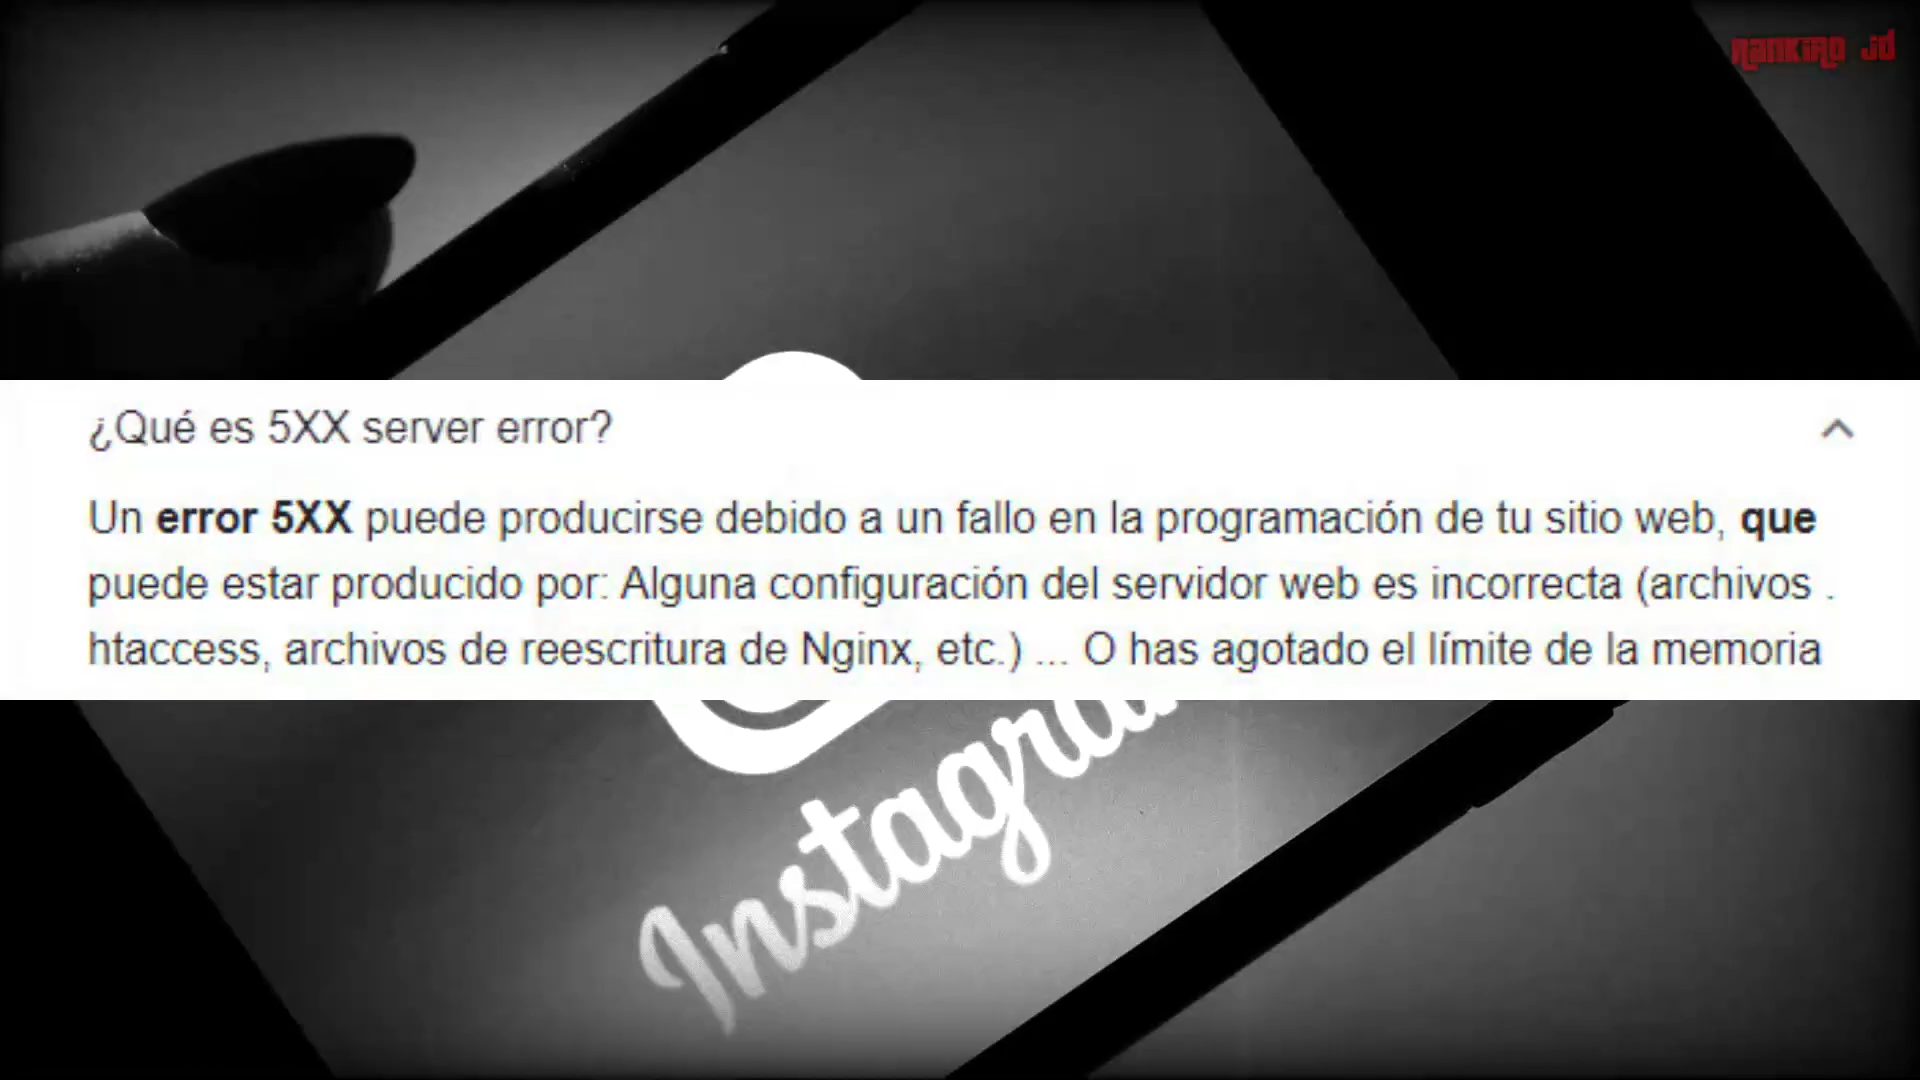 Ranking JD
¿Qué es 5XX server error?
Un error 5XX puede producirse debido a un fallo en la programación de tu sitio web, que
puede estar producido por: Alguna configuración del servidor web es incorrecta (archivos .
htaccess, archivos de reescritura de Nginx, etc.) ... O has agotado el límite de la memoria
Instagram